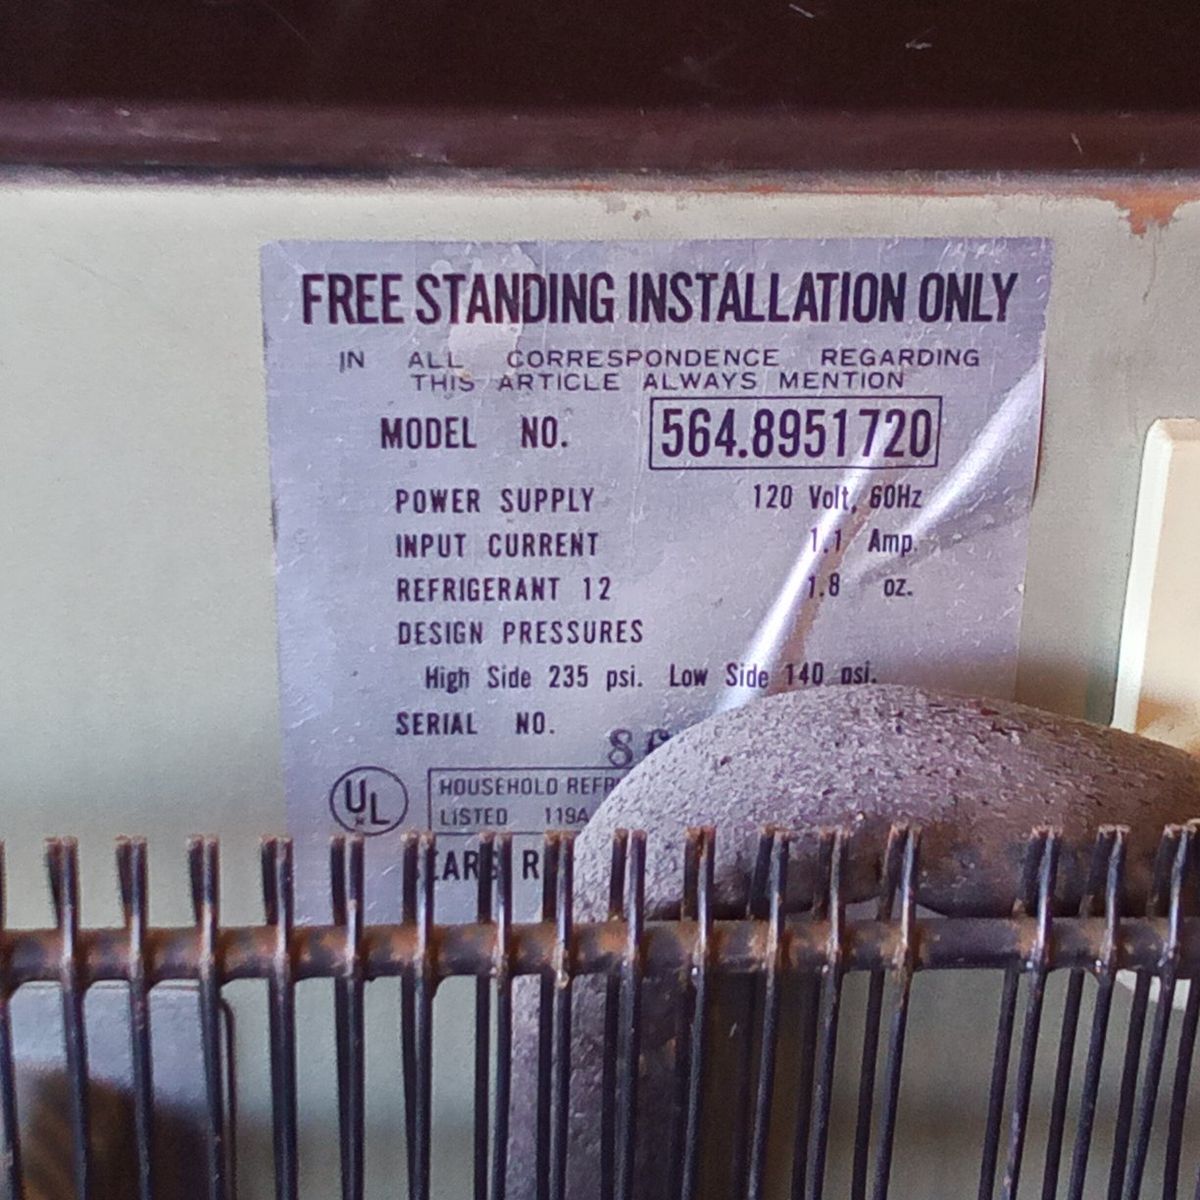 FREE STANDING INSTALLATION ONLY
IN ALL CORRESPONDENCE REGARDING
THIS ARTICLE ALWAYS MENTION
MODEL NO. 564.8951720
POWER SUPPLY 120 Volt, 60Hz
INPUT CURRENT 1.1 Amp.
REFRIGERANT 12 1.8 oz.
DESIGN PRESSURES
High Side 235 psi. Low Side 140 psi.
SERIAL NO.
UL
HOUSEHOLD
LISTED 119A